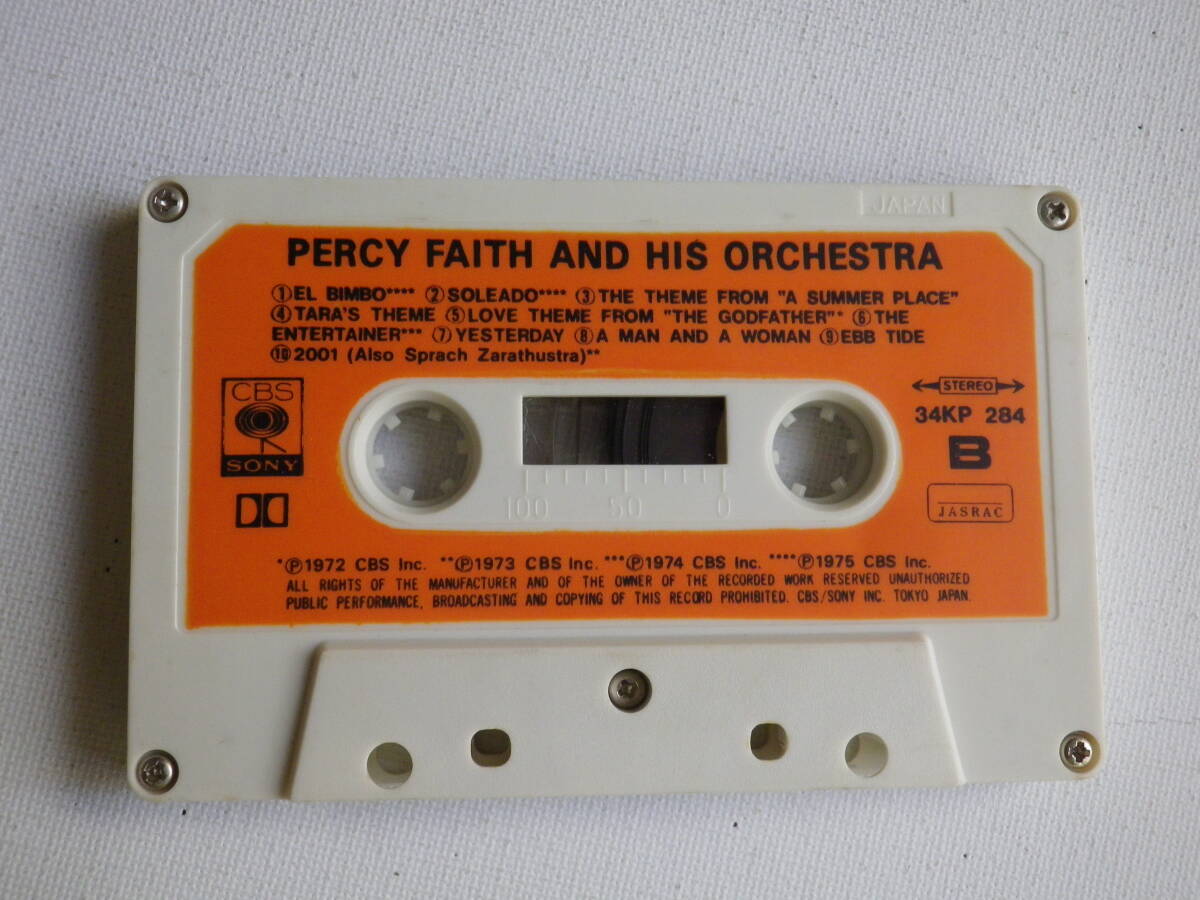 JAPAN
PERCY FAITH AND HIS ORCHESTRA
①EL BIMBO**** ②SOLEADO**** ③THE THEME FROM "A SUMMER PLACE"
④TARA'S THEME ⑤LOVE THEME FROM "THE GODFATHER"* ⑥THE
ENTERTAINER*** ⑦YESTERDAY ⑧A MAN AND A WOMAN ⑨EBB TIDE
⑩2001 (Also Sprach Zarathustra)**
CBS
SONY
STEREO
34KP 284
B
JASRAC
100 50 0
*Ⓟ1972 CBS Inc. **Ⓟ1973 CBS Inc. ***Ⓟ1974 CBS Inc. ****Ⓟ1975 CBS Inc.
ALL RIGHTS OF THE MANUFACTURER AND OF THE OWNER OF THE RECORDED WORK RESERVED UNAUTHORIZED
PUBLIC PERFORMANCE, BROADCASTING AND COPYING OF THIS RECORD PROHIBITED. CBS/SONY INC. TOKYO JAPAN.